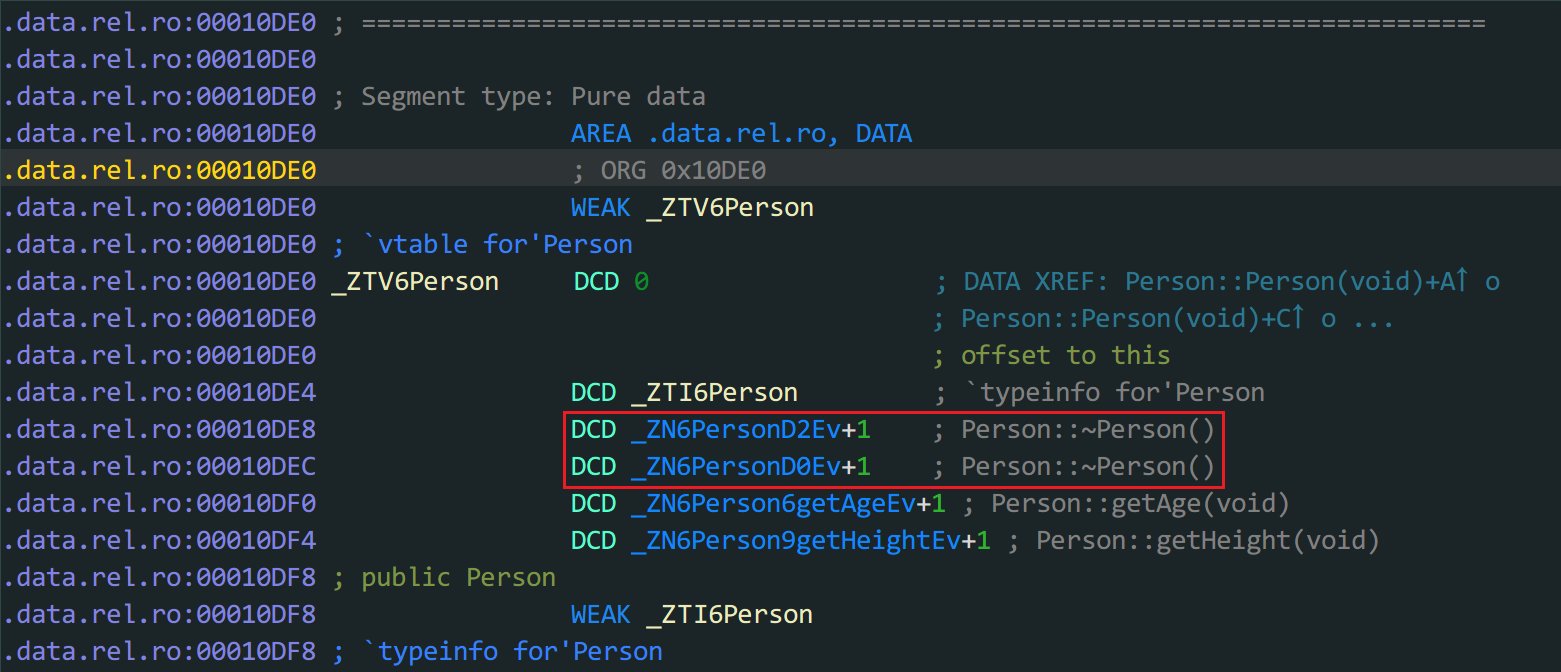 .data.rel.ro:00010DE0 ; ===========================================================================
.data.rel.ro:00010DE0
.data.rel.ro:00010DE0 ; Segment type: Pure data
.data.rel.ro:00010DE0 AREA .data.rel.ro, DATA
.data.rel.ro:00010DE0 ; ORG 0x10DE0
.data.rel.ro:00010DE0 WEAK _ZTV6Person
.data.rel.ro:00010DE0 ; `vtable for'Person
.data.rel.ro:00010DE0 _ZTV6Person DCD 0 ; DATA XREF: Person::Person(void)+A↑ o
.data.rel.ro:00010DE0 ; Person::Person(void)+C↑ o ...
.data.rel.ro:00010DE0 ; offset to this
.data.rel.ro:00010DE4 DCD _ZTI6Person ; `typeinfo for'Person
.data.rel.ro:00010DE8 DCD _ZN6PersonD2Ev+1 ; Person::~Person()
.data.rel.ro:00010DEC DCD _ZN6PersonD0Ev+1 ; Person::~Person()
.data.rel.ro:00010DF0 DCD _ZN6Person6getAgeEv+1 ; Person::getAge(void)
.data.rel.ro:00010DF4 DCD _ZN6Person9getHeightEv+1 ; Person::getHeight(void)
.data.rel.ro:00010DF8 ; public Person
.data.rel.ro:00010DF8 WEAK _ZTI6Person
.data.rel.ro:00010DF8 ; `typeinfo for'Person